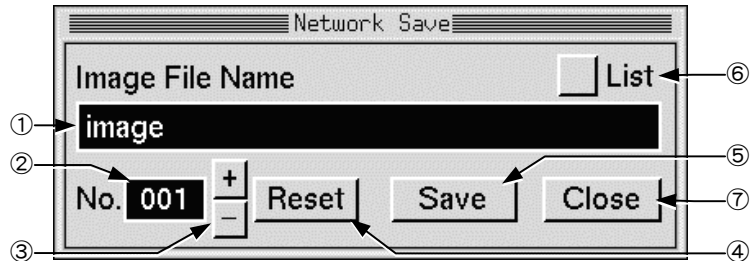 Network Save
Image File Name
List
⑥
①
image
②
⑤
No. 001 + − Reset Save Close
⑦
③
④